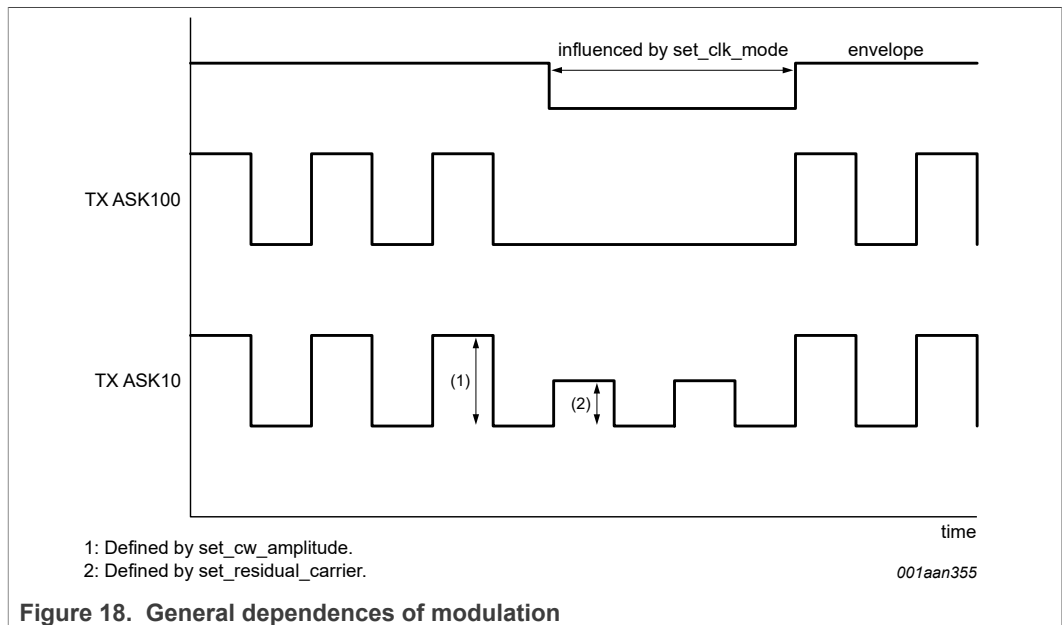 influenced by set_clk_mode
envelope
TX ASK100
TX ASK10
(1)
(2)
time
1: Defined by set_cw_amplitude.
2: Defined by set_residual_carrier.
001aan355
Figure 18. General dependences of modulation